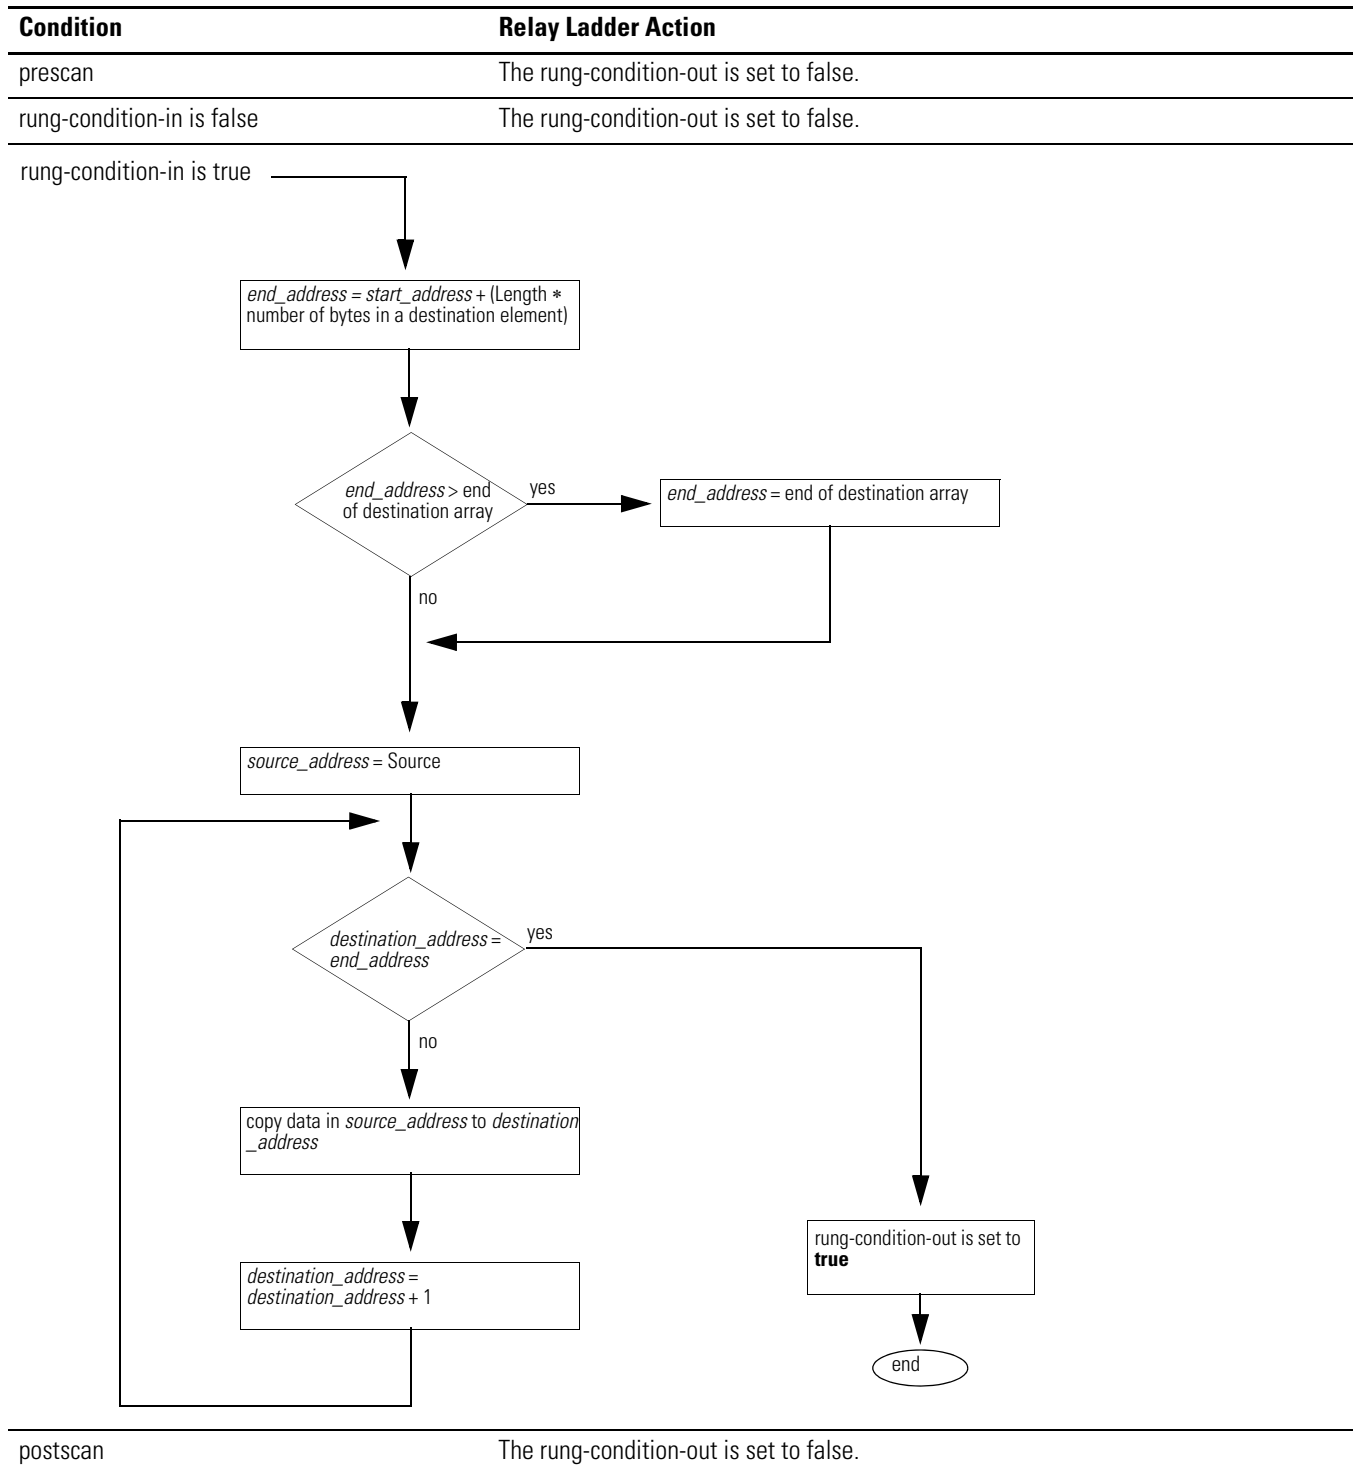 Condition Relay Ladder Action
prescan The rung-condition-out is set to false.
rung-condition-in is false The rung-condition-out is set to false.
rung-condition-in is true
end_address = start_address + (Length *
number of bytes in a destination element)
end_address > end
of destination array
yes
end_address = end of destination array
no
source_address = Source
destination_address =
end_address
yes
no
copy data in source_address to destination
_address
rung-condition-out is set to
true
destination_address =
destination_address + 1
end
postscan The rung-condition-out is set to false.